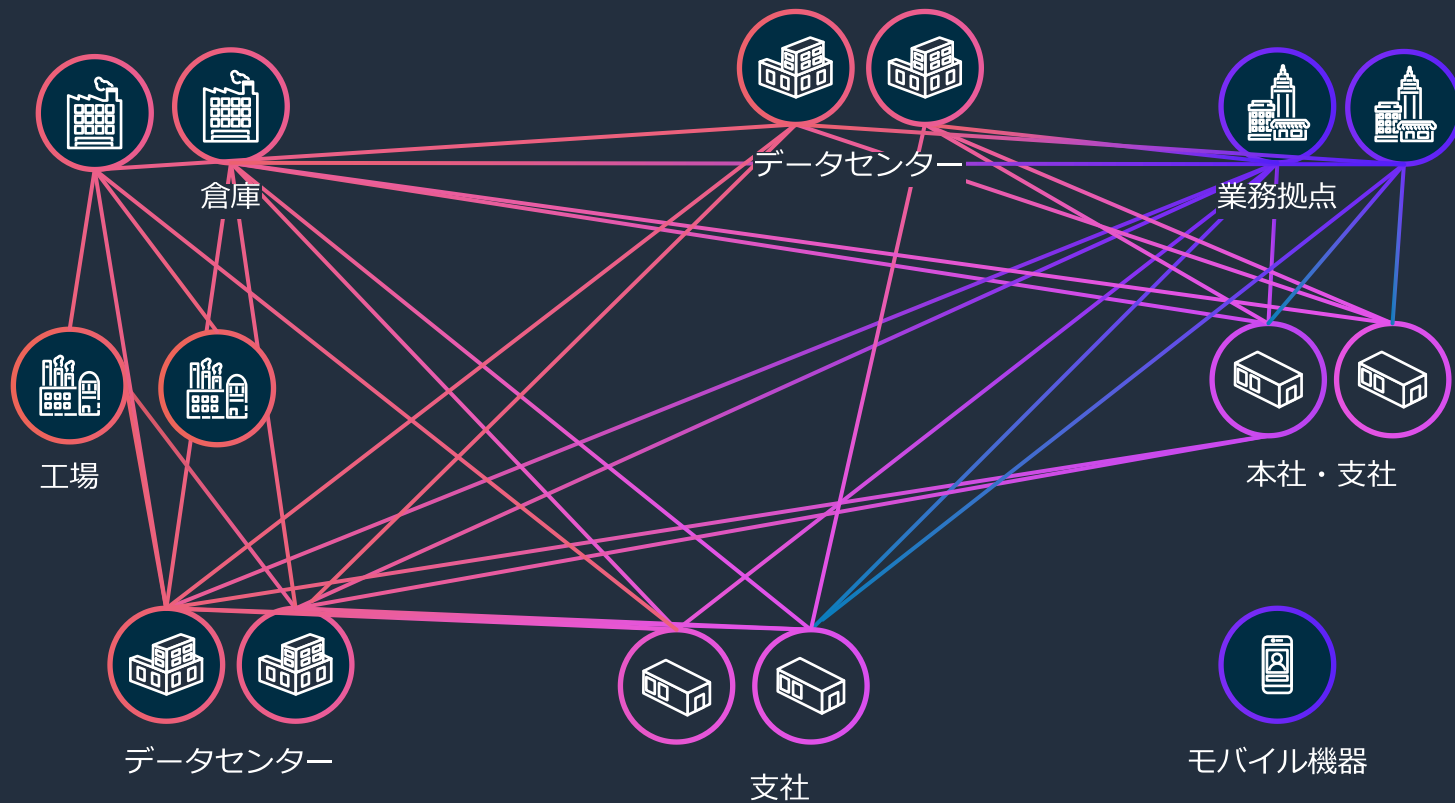 データセンター
倉庫
業務拠点
工場
本社・支社
データセンター
モバイル機器
支社